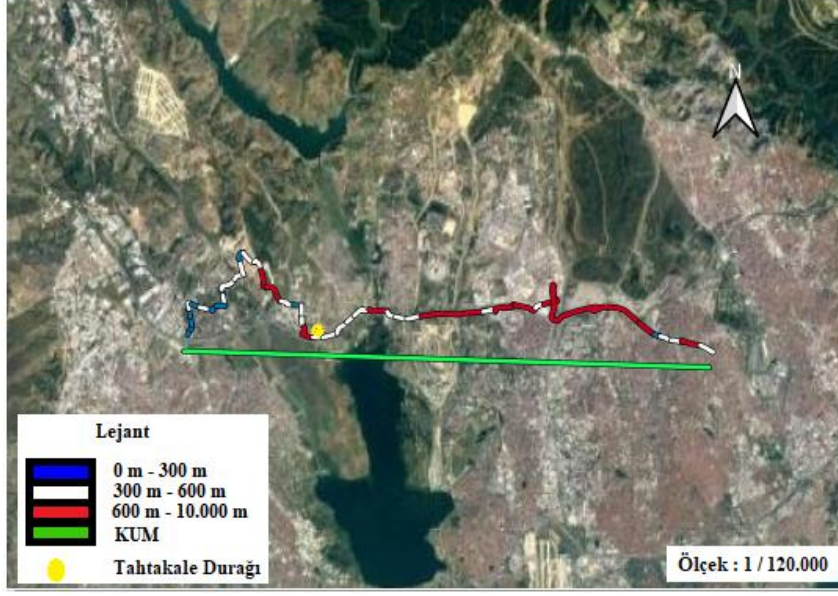 N
Lejant
0 m - 300 m
300 m - 600 m
600 m - 10.000 m
KUM
Tahtakale Durağı
Ölçek : 1 / 120.000